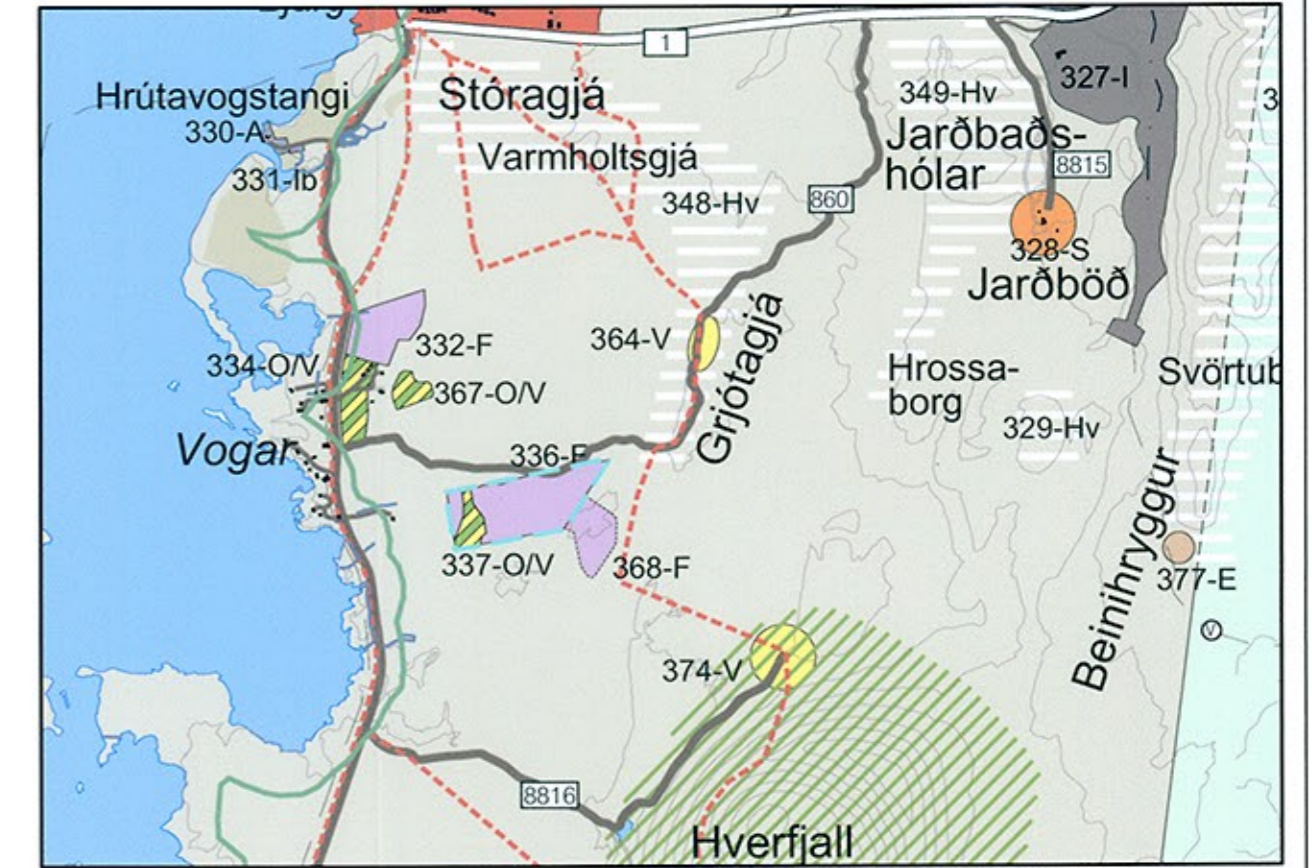 1
Hrútavogstangi
330-A
331-Ib
Stóragjá
Varmholtsgjá
348-Hv
860
349-Hv
327-I
Jarðbaðs-
hólar
8815
328-S
Jarðböð
332-F
364-V
Grjótagjá
334-O/V
367-O/V
Hrossa-
borg
Svörtub
329-Hv
Vogar
336-F
337-O/V
368-F
Beinihryggur
377-E
V
374-V
8816
Hverfjall